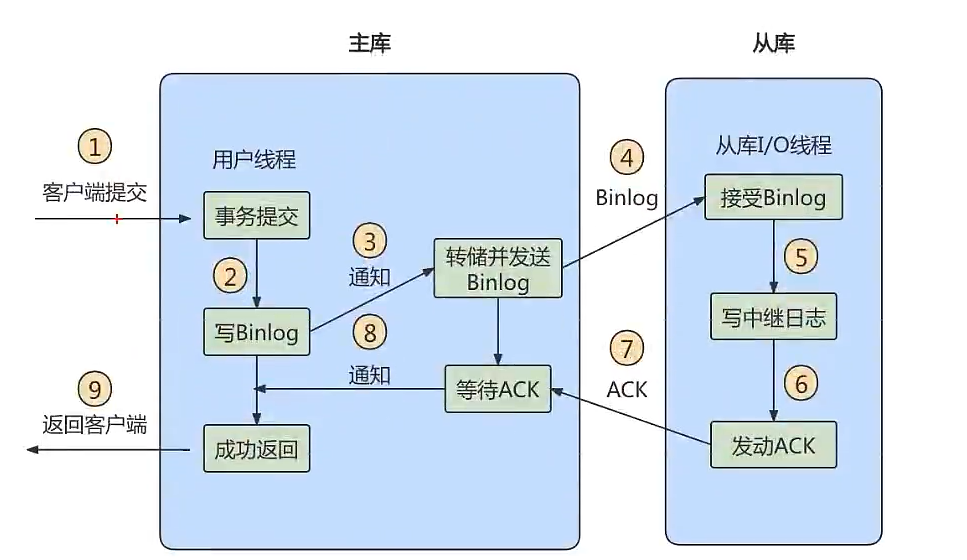 主库
从库
①
客户端提交
用户线程
事务提交
②
写Binlog
③
通知
转储并发送
Binlog
④
Binlog
从库I/O线程
接受Binlog
⑤
写中继日志
⑥
发动ACK
⑦
ACK
等待ACK
⑧
通知
成功返回
⑨
返回客户端